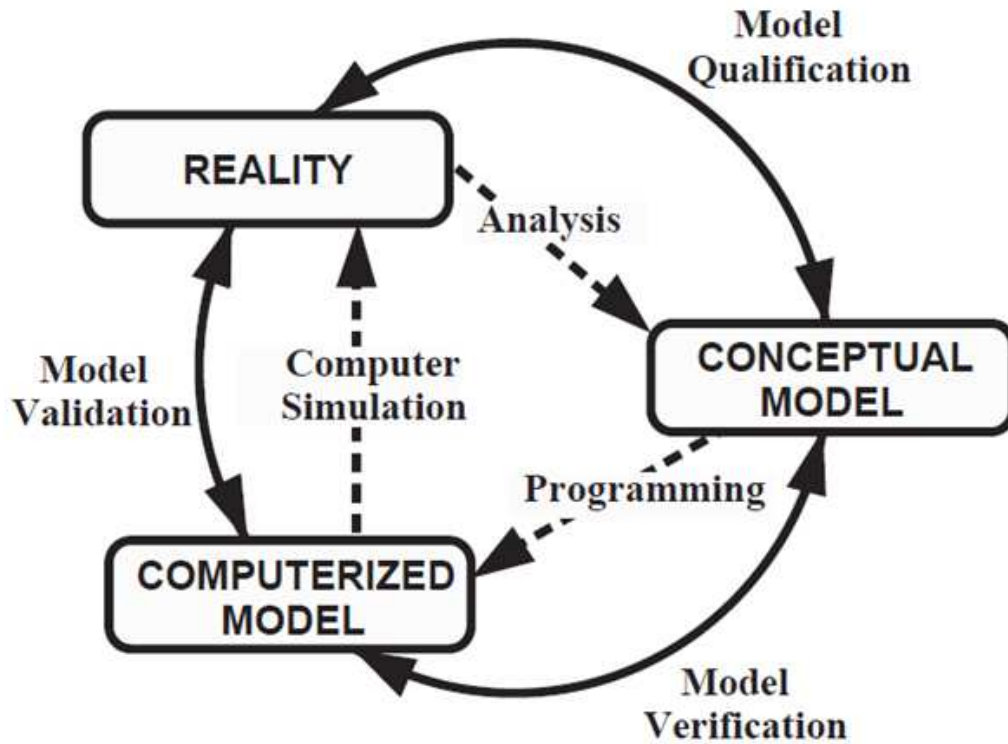 Model
Qualification
REALITY
Analysis
CONCEPTUAL
MODEL
Model
Validation
Computer
Simulation
Programming
COMPUTERIZED
MODEL
Model
Verification